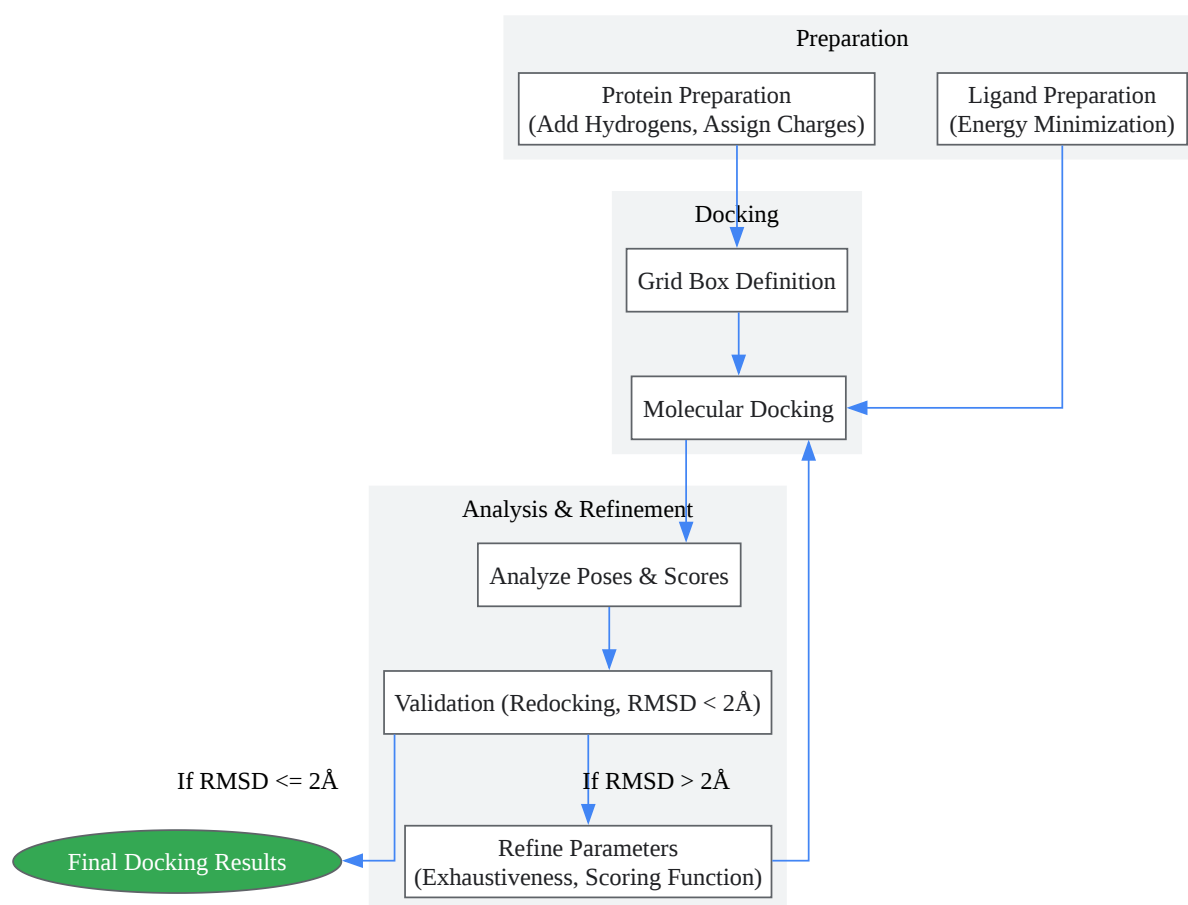 Preparation
Protein Preparation
(Add Hydrogens, Assign Charges)
Ligand Preparation
(Energy Minimization)
Docking
Grid Box Definition
Molecular Docking
Analysis & Refinement
Analyze Poses & Scores
Validation (Redocking, RMSD < 2Å)
If RMSD <= 2Å
If RMSD > 2Å
Final Docking Results
Refine Parameters
(Exhaustiveness, Scoring Function)